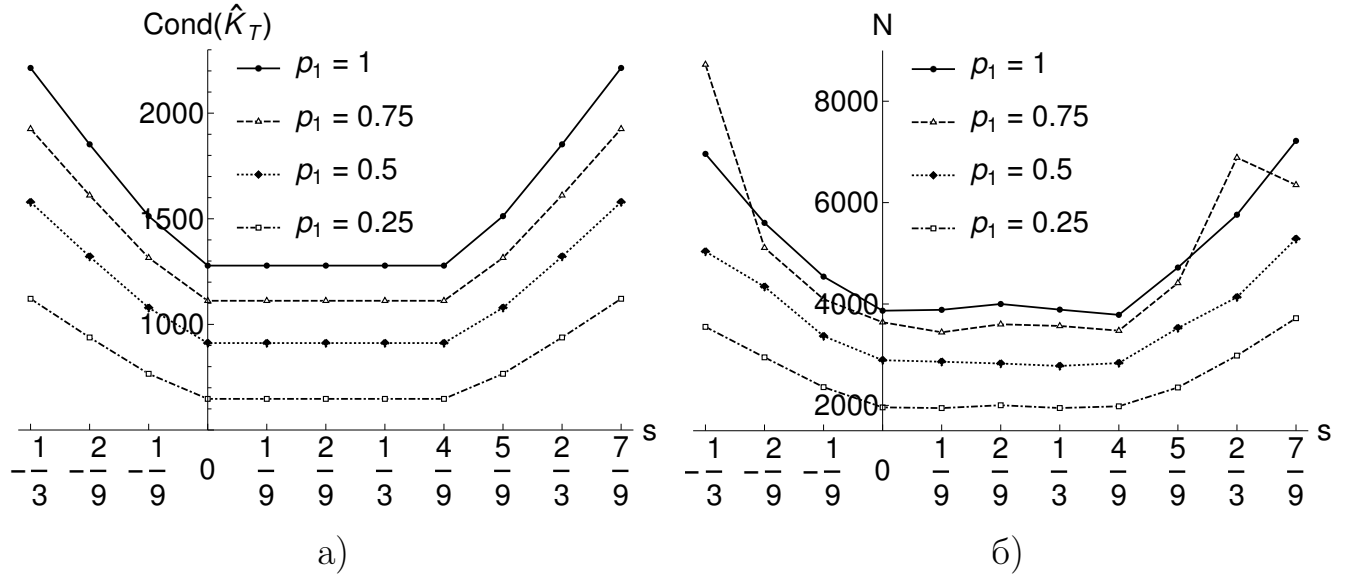 Cond(K̂_T)
p₁ = 1
p₁ = 0.75
p₁ = 0.5
p₁ = 0.25
2000
1500
1000
s
−1/3 −2/9 −1/9 0 1/9 2/9 1/3 4/9 5/9 2/3 7/9
а)
N
p₁ = 1
p₁ = 0.75
p₁ = 0.5
p₁ = 0.25
8000
6000
4000
2000
s
−1/3 −2/9 −1/9 0 1/9 2/9 1/3 4/9 5/9 2/3 7/9
б)